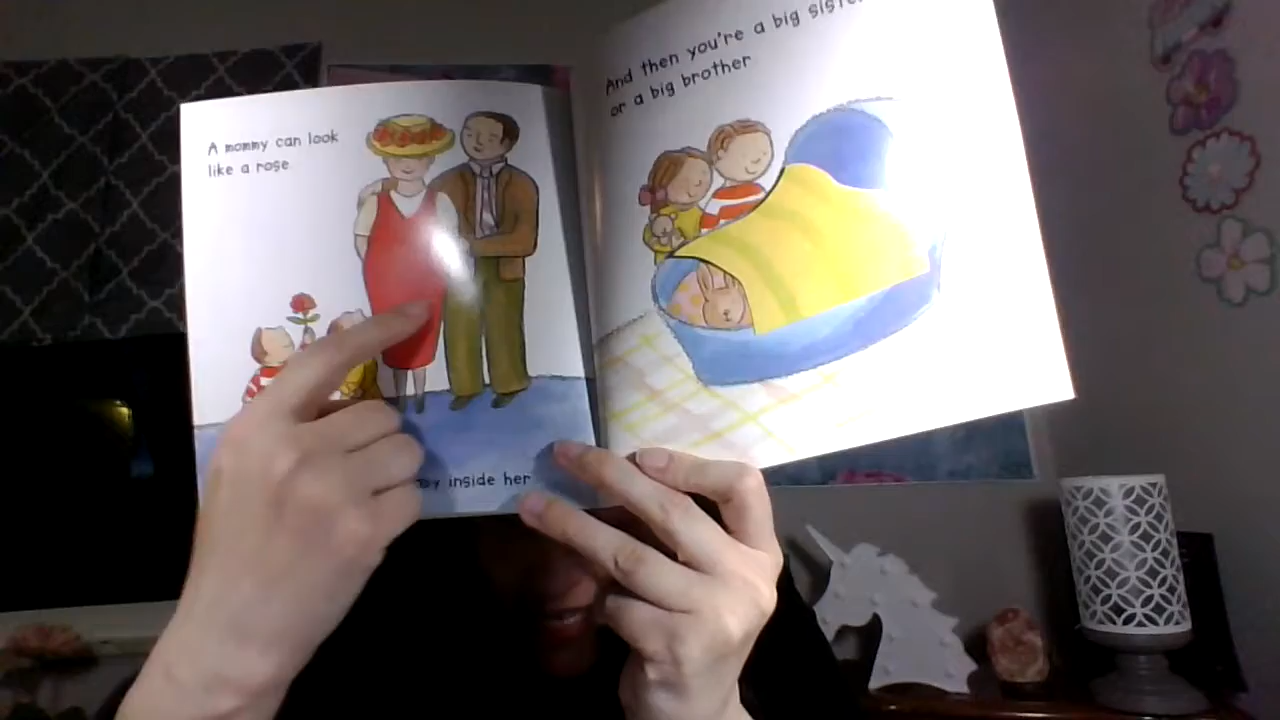 A mommy can look
like a rose
inside her
And then you're a big
or a big brother